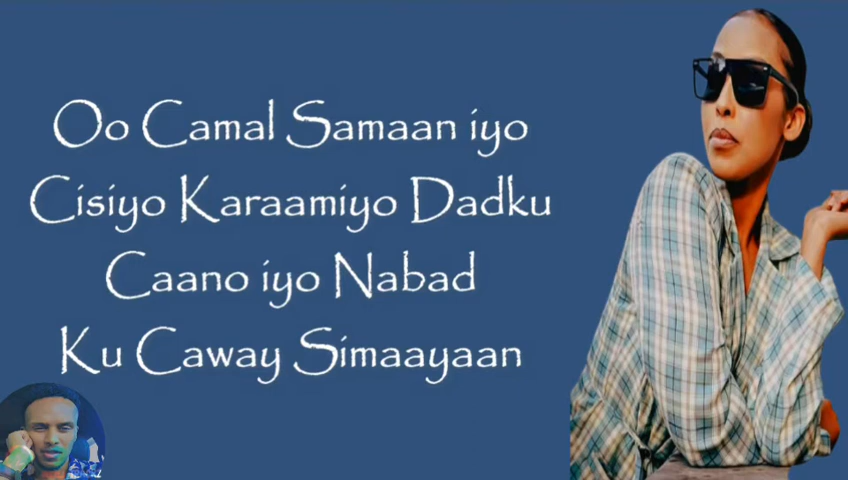 Oo Camal Samaan iyo
Cisiyo Karaamiyo Dadku
Caano iyo Nabad
Ku Caway Simaayaan